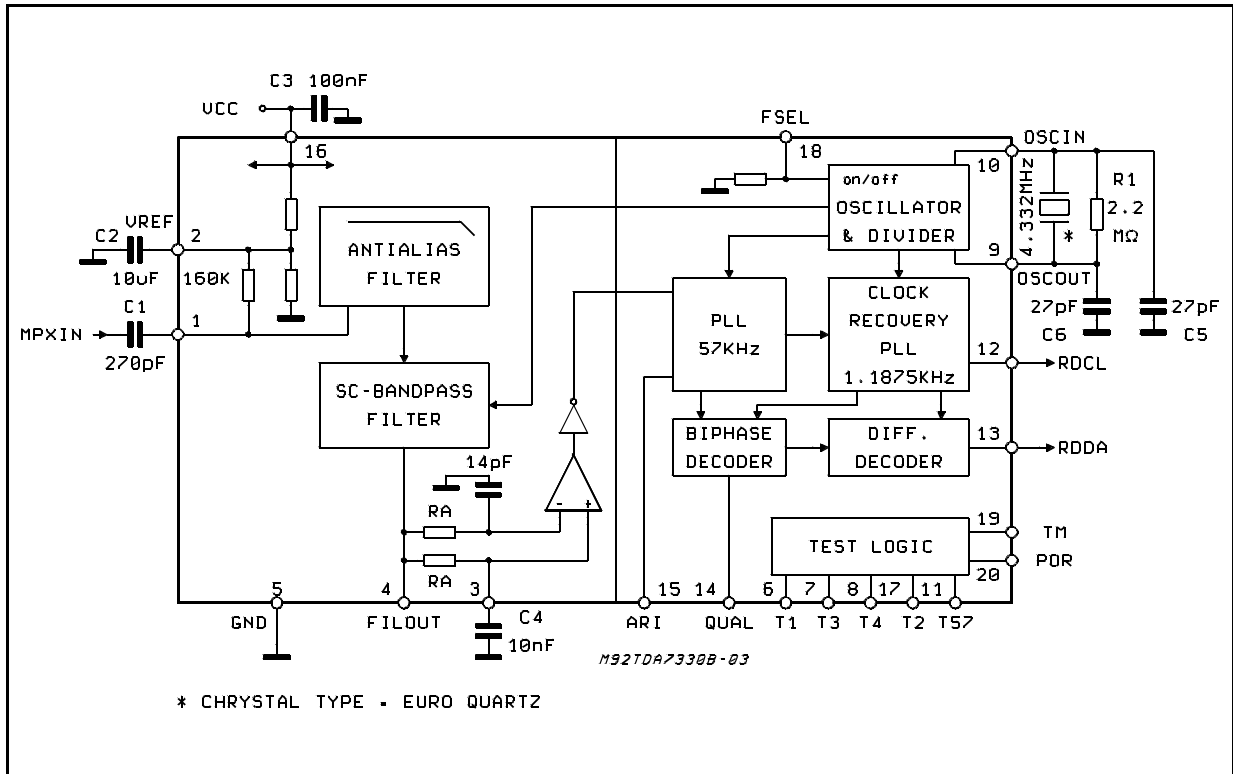 C3 100nF
VCC
FSEL
16
18
OSCIN
10
on/off
OSCILLATOR
& DIVIDER
4.332MHz
*
R1
2.2
MΩ
VREF
C2
2
10uF
160K
ANTIALIAS
FILTER
9
OSCOUT
C1
MPXIN
1
270pF
PLL
57KHz
CLOCK
RECOVERY
PLL
1.1875KHz
27pF
C6
27pF
C5
12
RDCL
SC-BANDPASS
FILTER
BIPHASE
DECODER
DIFF.
DECODER
13
RDDA
14pF
- +
RA
RA
TEST LOGIC
19
TM
POR
20
5
4
3
15
14
6
7
8
17
11
GND
FILOUT
C4
10nF
ARI
QUAL
T1
T3
T4
T2
T57
M92TDA7330B-03
* CHRYSTAL TYPE = EURO QUARTZ